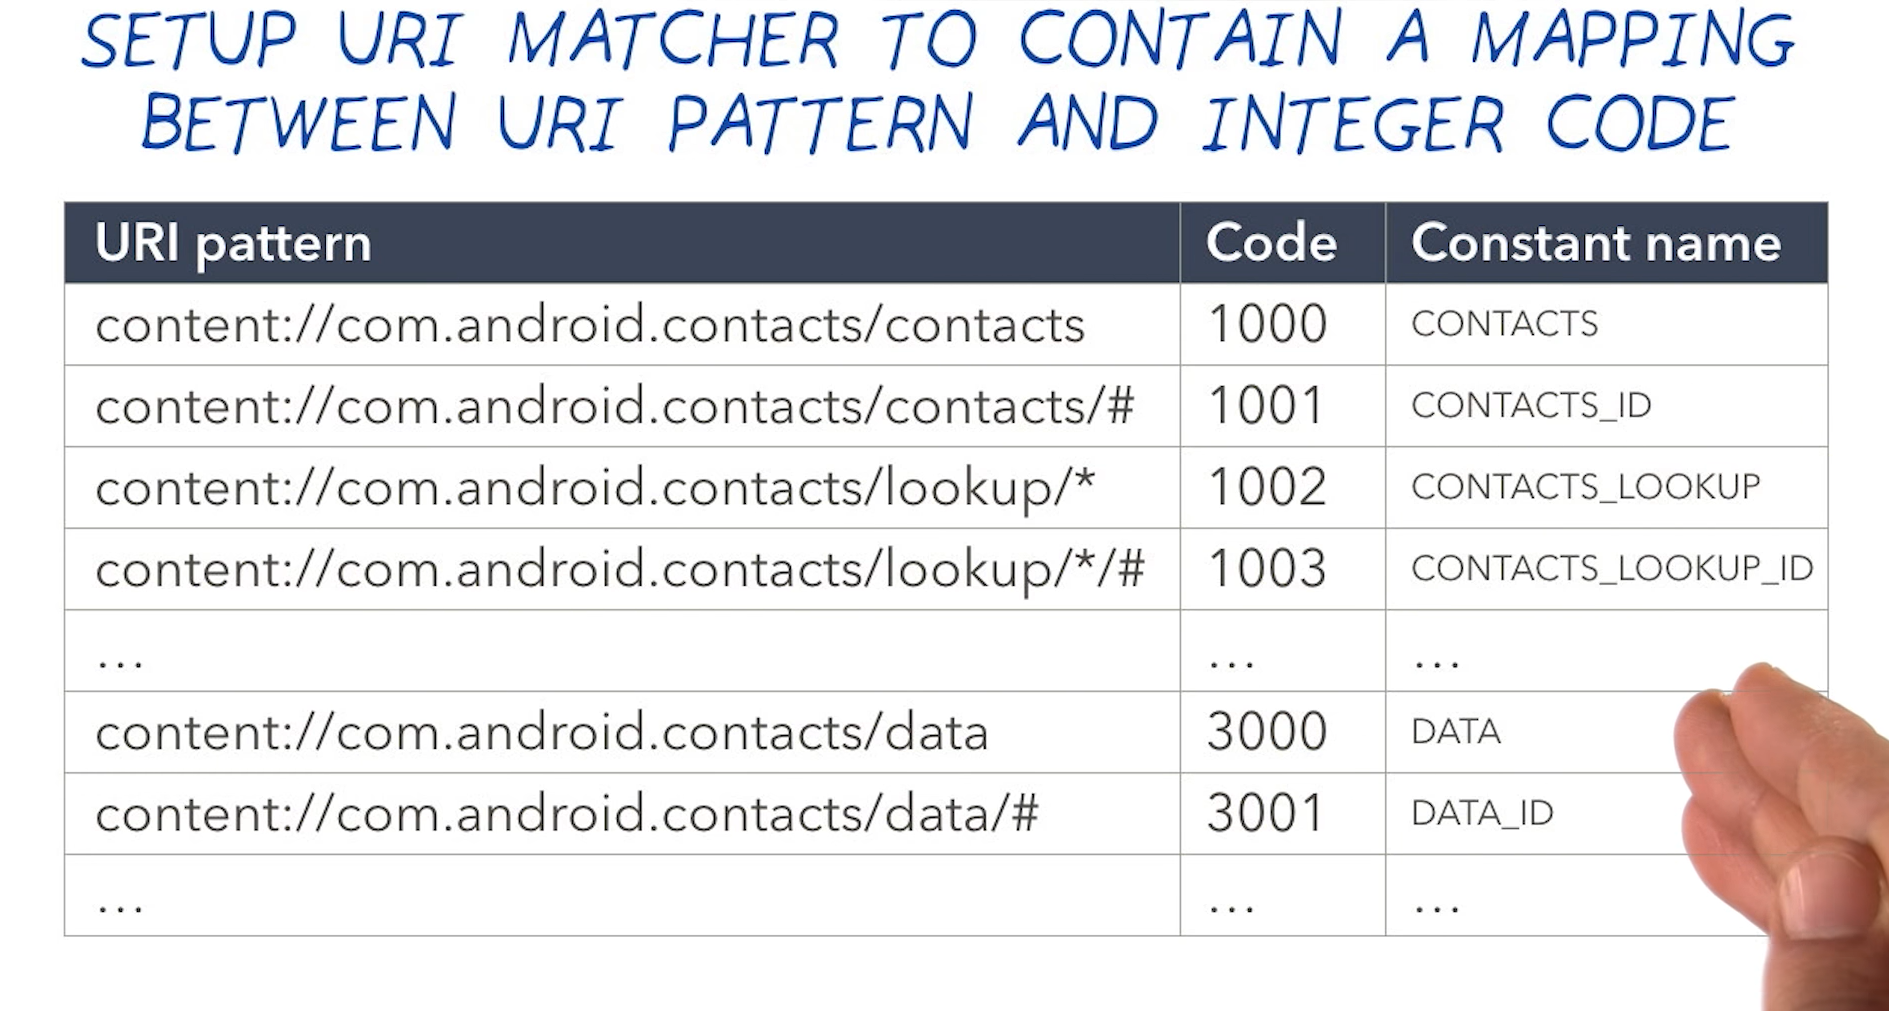 SETUP URI MATCHER TO CONTAIN A MAPPING
BETWEEN URI PATTERN AND INTEGER CODE
URI pattern Code Constant name
content://com.android.contacts/contacts 1000 CONTACTS
content://com.android.contacts/contacts/# 1001 CONTACTS_ID
content://com.android.contacts/lookup/* 1002 CONTACTS_LOOKUP
content://com.android.contacts/lookup/*/# 1003 CONTACTS_LOOKUP_ID
... ... ...
content://com.android.contacts/data 3000 DATA
content://com.android.contacts/data/# 3001 DATA_ID
... ... ...